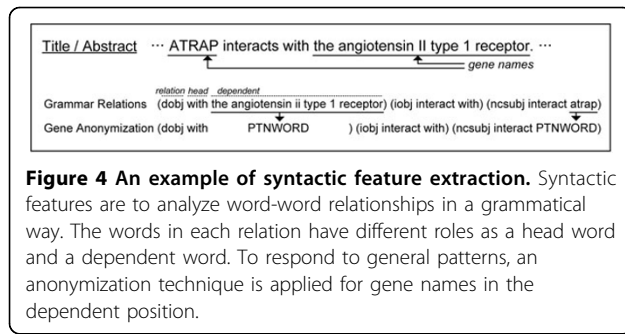 Title / Abstract ··· ATRAP interacts with the angiotensin II type 1 receptor. ···
gene names
relation head dependent
Grammar Relations (dobj with the angiotensin ii type 1 receptor) (iobj interact with) (ncsubj interact atrap)
Gene Anonymization (dobj with PTNWORD ) (iobj interact with) (ncsubj interact PTNWORD)
Figure 4 An example of syntactic feature extraction. Syntactic
features are to analyze word-word relationships in a grammatical
way. The words in each relation have different roles as a head word
and a dependent word. To respond to general patterns, an
anonymization technique is applied for gene names in the
dependent position.